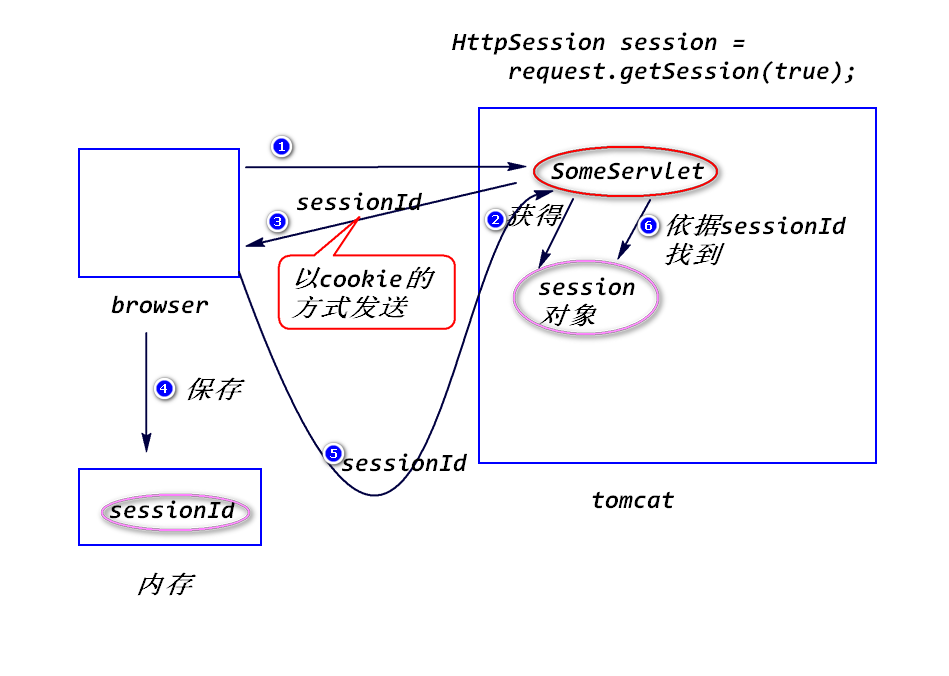 HttpSession session =
request.getSession(true);
1
SomeServlet
sessionId
3
2
获得
6
依据sessionId
找到
以cookie的
方式发送
session
对象
browser
4
保存
5
sessionId
sessionId
tomcat
内存